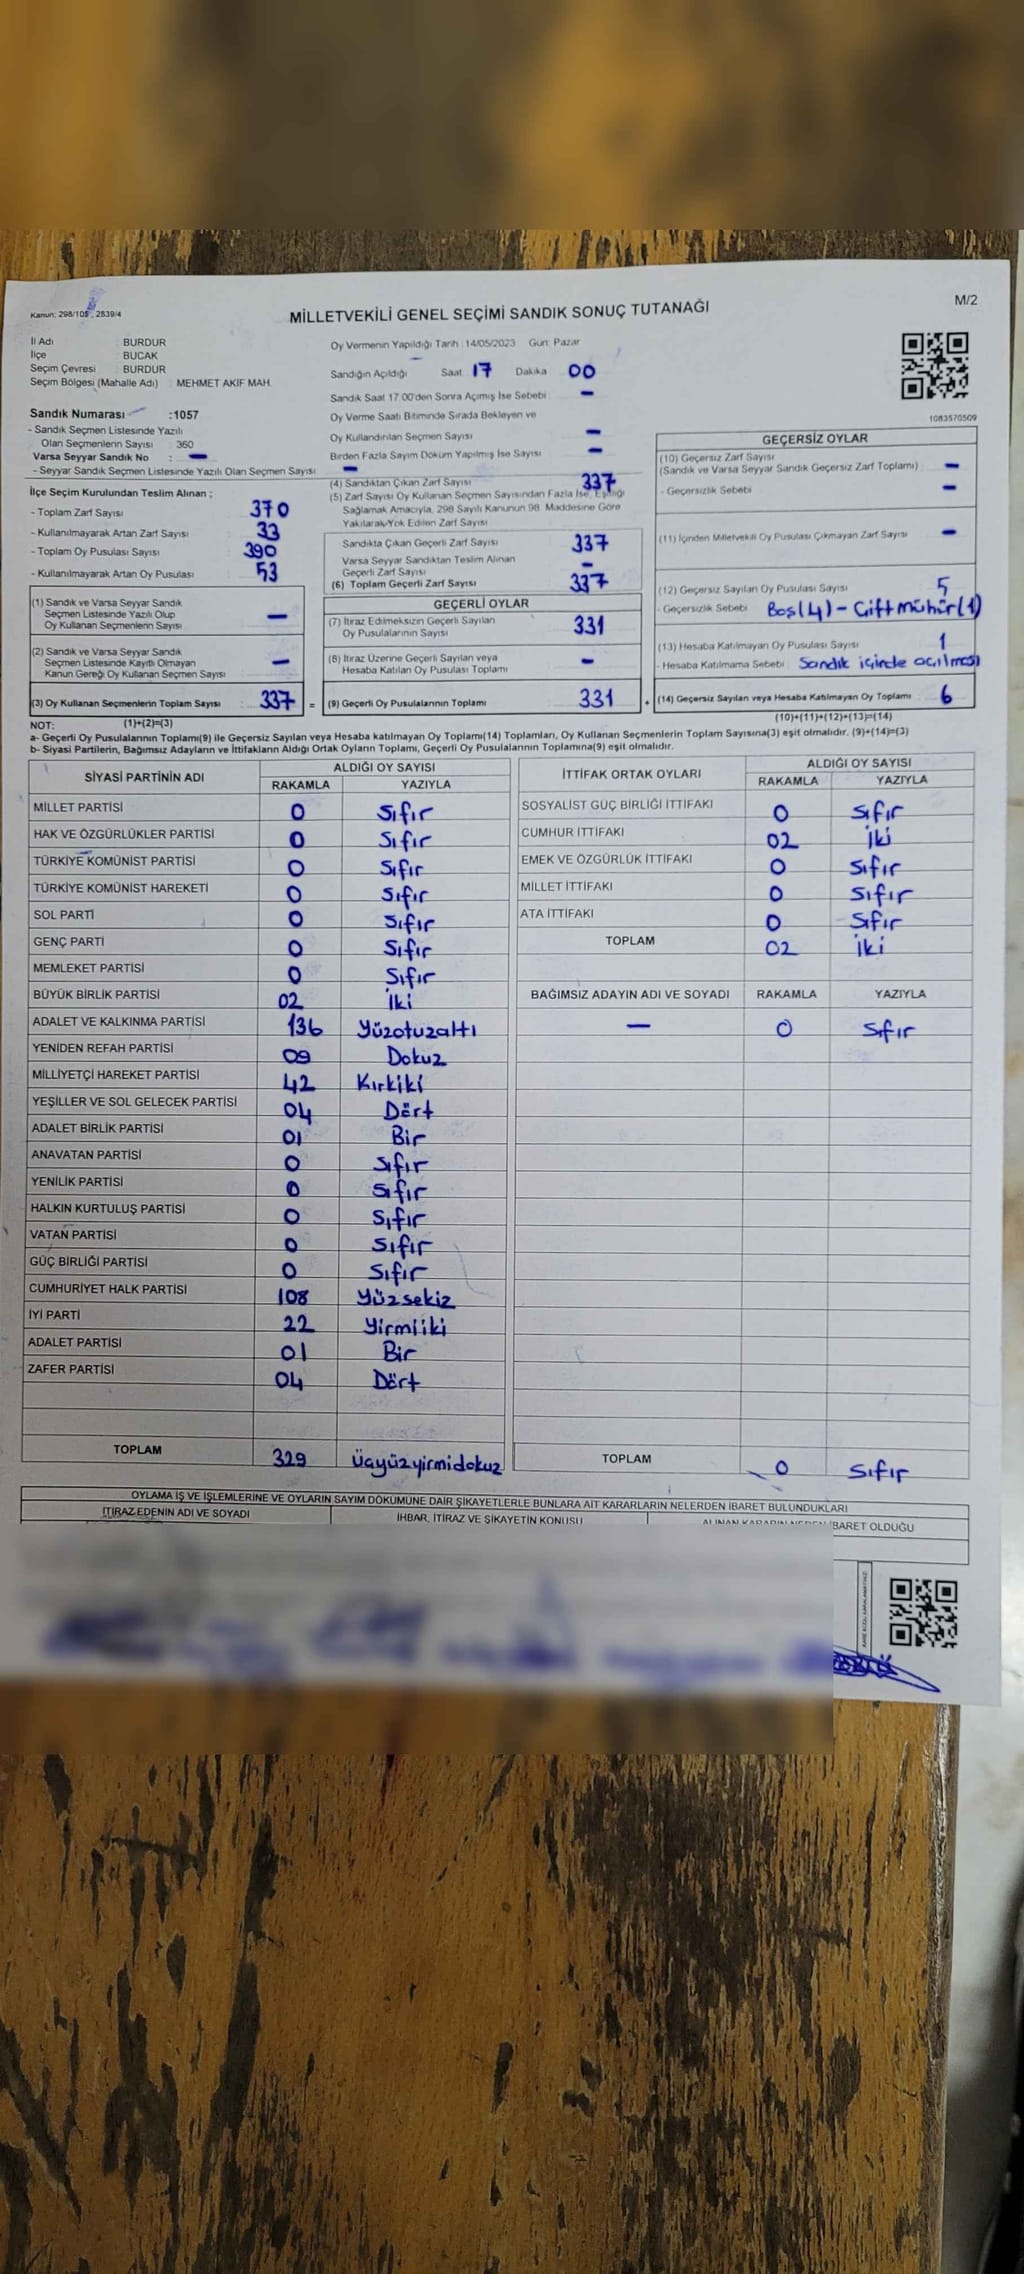 Kanun: 298/105, 2839/4
MİLLETVEKİLİ GENEL SEÇİMİ SANDIK SONUÇ TUTANAĞI
M/2
İl Adı BURDUR
İlçe BUCAK
Seçim Çevresi : BURDUR
Seçim Bölgesi (Mahalle Adı) MEHMET AKİF MAH.
Oy Vermenin Yapıldığı Tarih :14/05/2023 Gün: Pazar
Sandığın Açıldığı Saat 17 Dakika 00
Sandık Saat 17.00'den Sonra Açılmış İse Sebebi -
Oy Verme Saati Bitiminde Sırada Bekleyen ve
Oy Kullandırılan Seçmen Sayısı -
Birden Fazla Sayım Döküm Yapılmış İse Sayısı -
1083570509
Sandık Numarası :1057
- Sandık Seçmen Listesinde Yazılı
Olan Seçmenlerin Sayısı 360
Varsa Seyyar Sandık No : -
- Seyyar Sandık Seçmen Listesinde Yazılı Olan Seçmen Sayısı -
İlçe Seçim Kurulundan Teslim Alınan ;
- Toplam Zarf Sayısı 370
- Kullanılmayarak Artan Zarf Sayısı 33
- Toplam Oy Pusulası Sayısı 390
- Kullanılmayarak Artan Oy Pusulası 53
(4) Sandıktan Çıkan Zarf Sayısı 337
(5) Zarf Sayısı Oy Kullanan Seçmen Sayısından Fazla İse, Eşitliği
Sağlamak Amacıyla, 298 Sayılı Kanunun 98. Maddesine Göre
Yakılarak Yok Edilen Zarf Sayısı
Sandıkta Çıkan Geçerli Zarf Sayısı 337
Varsa Seyyar Sandıktan Teslim Alınan
Geçerli Zarf Sayısı -
(6) Toplam Geçerli Zarf Sayısı 337
GEÇERSİZ OYLAR
(10) Geçersiz Zarf Sayısı
(Sandık ve Varsa Seyyar Sandık Geçersiz Zarf Toplamı) -
- Geçersizlik Sebebi -
(11) İçinden Milletvekili Oy Pusulası Çıkmayan Zarf Sayısı -
(12) Geçersiz Sayılan Oy Pusulası Sayısı 5
- Geçersizlik Sebebi Boş(4) - Çift Mühür(1)
(13) Hesaba Katılmayan Oy Pusulası Sayısı 1
- Hesaba Katılmama Sebebi Sandık içinde açılması
(14) Geçersiz Sayılan veya Hesaba Katılmayan Oy Toplamı 6
(10)+(11)+(12)+(13)=(14)
(1) Sandık ve Varsa Seyyar Sandık
Seçmen Listesinde Yazılı Olup
Oy Kullanan Seçmenlerin Sayısı -
(2) Sandık ve Varsa Seyyar Sandık
Seçmen Listesinde Kayıtlı Olmayan
Kanun Gereği Oy Kullanan Seçmen Sayısı -
(3) Oy Kullanan Seçmenlerin Toplam Sayısı 337 =
GEÇERLİ OYLAR
(7) İtiraz Edilmeksizin Geçerli Sayılan
Oy Pusulalarının Sayısı 331
(8) İtiraz Üzerine Geçerli Sayılan veya
Hesaba Katılan Oy Pusulası Toplamı -
(9) Geçerli Oy Pusulalarının Toplamı 331 +
NOT: (1)+(2)=(3)
a- Geçerli Oy Pusulalarının Toplamı(9) ile Geçersiz Sayılan veya Hesaba katılmayan Oy Toplamı(14) Toplamları, Oy Kullanan Seçmenlerin Toplam Sayısına(3) eşit olmalıdır. (9)+(14)=(3)
b- Siyasi Partilerin, Bağımsız Adayların ve İttifakların Aldığı Ortak Oyların Toplamı, Geçerli Oy Pusulalarının Toplamına(9) eşit olmalıdır.
SİYASİ PARTİNİN ADI ALDIĞI OY SAYISI
RAKAMLA YAZIYLA
MİLLET PARTİSİ 0 Sıfır
HAK VE ÖZGÜRLÜKLER PARTİSİ 0 Sıfır
TÜRKİYE KOMÜNİST PARTİSİ 0 Sıfır
TÜRKİYE KOMÜNİST HAREKETİ 0 Sıfır
SOL PARTİ 0 Sıfır
GENÇ PARTİ 0 Sıfır
MEMLEKET PARTİSİ 0 Sıfır
BÜYÜK BİRLİK PARTİSİ 02 İki
ADALET VE KALKINMA PARTİSİ 136 Yüzotuzaltı
YENİDEN REFAH PARTİSİ 09 Dokuz
MİLLİYETÇİ HAREKET PARTİSİ 42 Kırkiki
YEŞİLLER VE SOL GELECEK PARTİSİ 04 Dört
ADALET BİRLİK PARTİSİ 01 Bir
ANAVATAN PARTİSİ 0 Sıfır
YENİLİK PARTİSİ 0 Sıfır
HALKIN KURTULUŞ PARTİSİ 0 Sıfır
VATAN PARTİSİ 0 Sıfır
GÜÇ BİRLİĞİ PARTİSİ 0 Sıfır
CUMHURİYET HALK PARTİSİ 108 Yüzsekiz
İYİ PARTİ 22 Yirmiiki
ADALET PARTİSİ 01 Bir
ZAFER PARTİSİ 04 Dört
TOPLAM 329 Üçyüzyirmidokuz
İTTİFAK ORTAK OYLARI ALDIĞI OY SAYISI
RAKAMLA YAZIYLA
SOSYALİST GÜÇ BİRLİĞİ İTTİFAKI 0 Sıfır
CUMHUR İTTİFAKI 02 İki
EMEK VE ÖZGÜRLÜK İTTİFAKI 0 Sıfır
MİLLET İTTİFAKI 0 Sıfır
ATA İTTİFAKI 0 Sıfır
TOPLAM 02 İki
BAĞIMSIZ ADAYIN ADI VE SOYADI RAKAMLA YAZIYLA
- 0 Sıfır
TOPLAM 0 Sıfır
OYLAMA İŞ VE İŞLEMLERİNE VE OYLARIN SAYIM DÖKÜMÜNE DAİR ŞİKAYETLERLE BUNLARA AİT KARARLARIN NELERDEN İBARET BULUNDUKLARI
İTİRAZ EDENİN ADI VE SOYADI İHBAR, İTİRAZ VE ŞİKAYETİN KONUSU ALINAN KARARIN NEDEN İBARET OLDUĞU